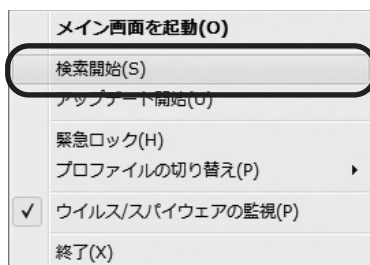 メイン画面を起動(O)
検索開始(S)
アップデート開始(U)
緊急ロック(H)
プロファイルの切り替え(P)
ウイルス/スパイウェアの監視(P)
終了(X)